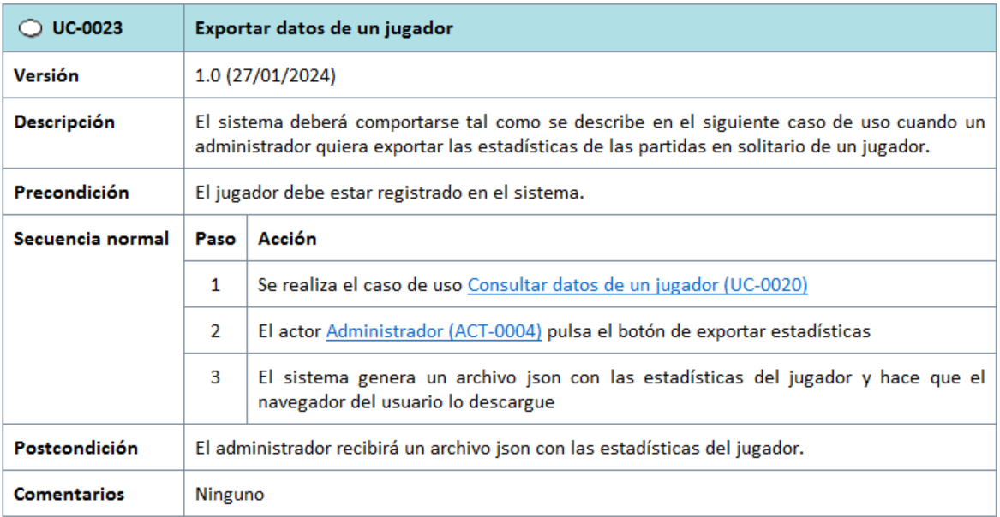 UC-0023 Exportar datos de un jugador
Versión 1.0 (27/01/2024)
Descripción El sistema deberá comportarse tal como se describe en el siguiente caso de uso cuando un
administrador quiera exportar las estadísticas de las partidas en solitario de un jugador.
Precondición El jugador debe estar registrado en el sistema.
Secuencia normal Paso Acción
1 Se realiza el caso de uso Consultar datos de un jugador (UC-0020)
2 El actor Administrador (ACT-0004) pulsa el botón de exportar estadísticas
3 El sistema genera un archivo json con las estadísticas del jugador y hace que el
navegador del usuario lo descargue
Postcondición El administrador recibirá un archivo json con las estadísticas del jugador.
Comentarios Ninguno